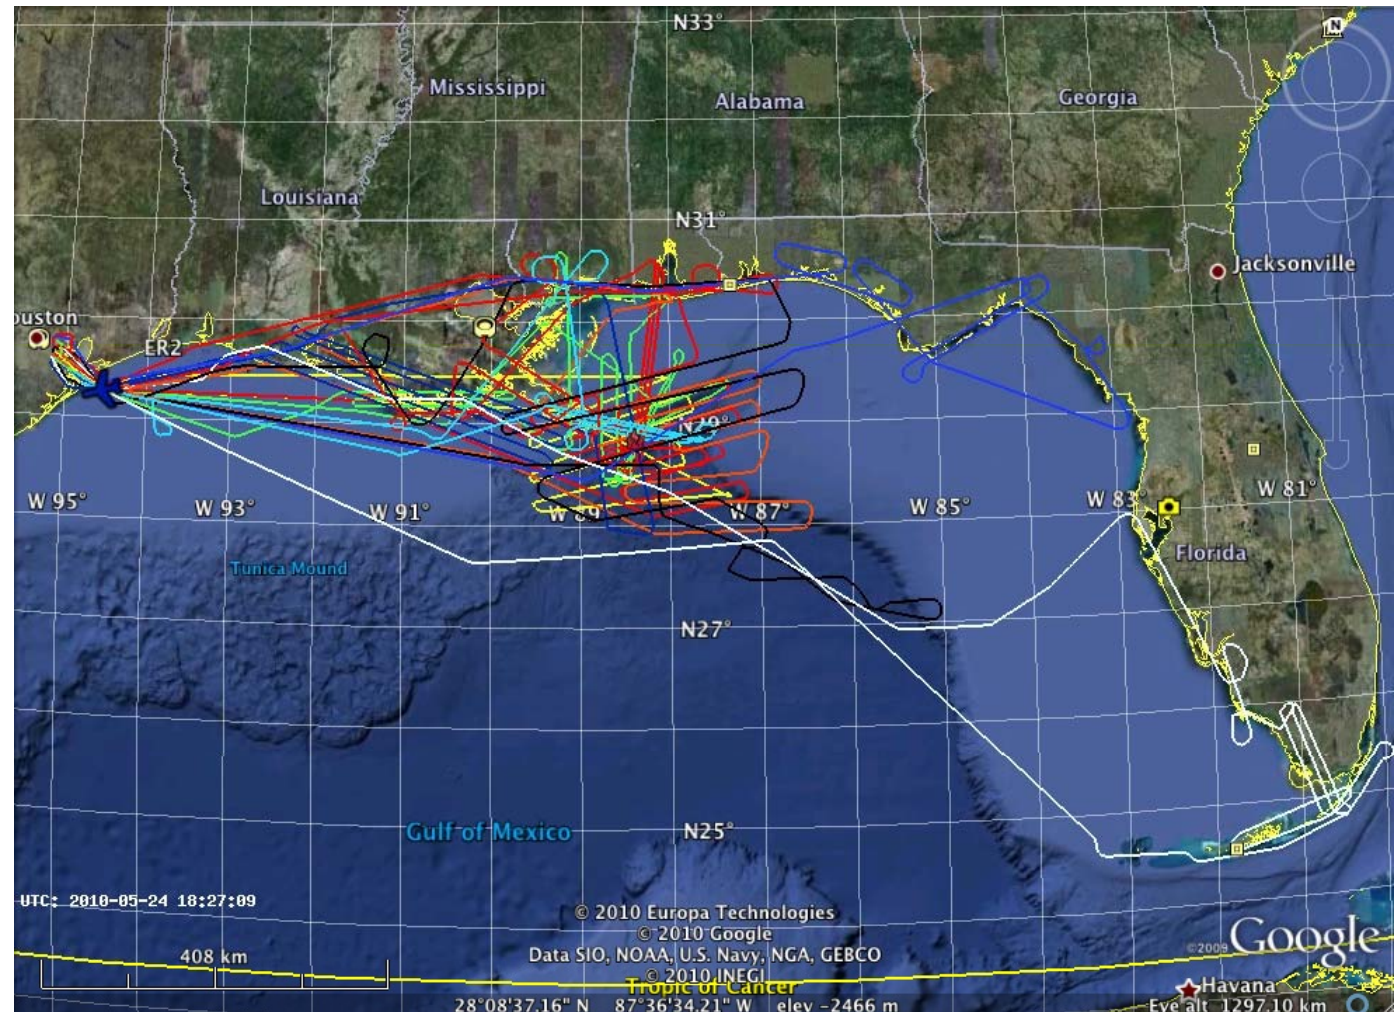 N33°
N
Mississippi
Alabama
Georgia
Louisiana
N31°
Jacksonville
ouston
ER2
N29°
W 95°
W 93°
W 91°
W 89
W 87°
W 85°
W 83°
W 81°
Florida
Tunica Mound
N27°
Gulf of Mexico
N25°
UTC: 2010-05-24 18:27:09
© 2010 Europa Technologies
© 2010 Google
Data SIO, NOAA, U.S. Navy, NGA, GEBCO
© 2010 INEGI
©2009 Google
408 km
Tropic of Cancer
Havana
28°08'37.16" N 87°36'34.21" W elev -2466 m
Eye alt 1297.10 km